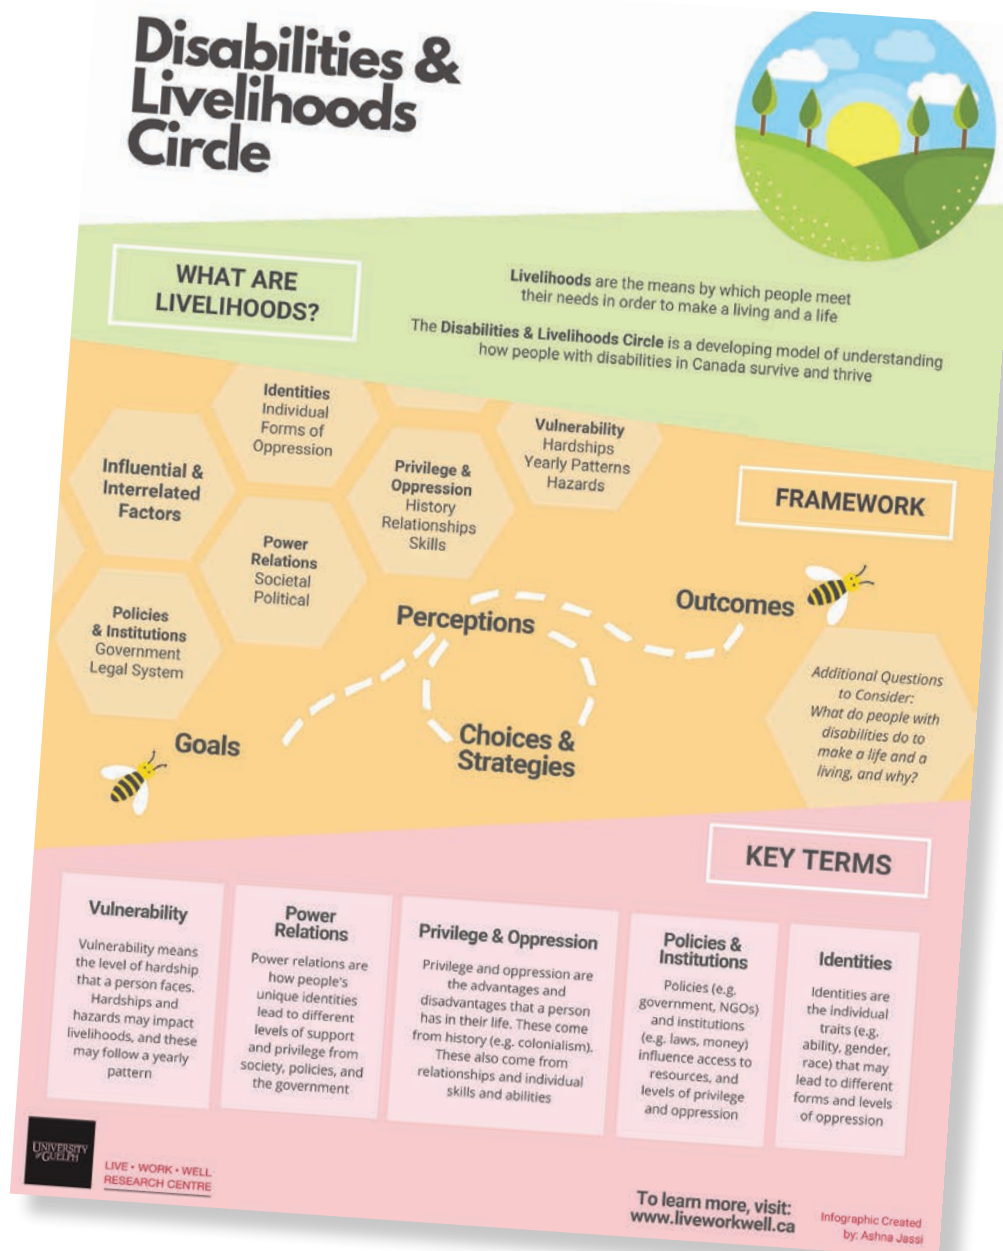 Disabilities &
Livelihoods
Circle
WHAT ARE
LIVELIHOODS?
Livelihoods are the means by which people meet
their needs in order to make a living and a life
The Disabilities & Livelihoods Circle is a developing model of understanding
how people with disabilities in Canada survive and thrive
Identities
Individual
Forms of
Oppression
Vulnerability
Hardships
Yearly Patterns
Hazards
Influential &
Interrelated
Factors
Privilege &
Oppression
History
Relationships
Skills
FRAMEWORK
Power
Relations
Societal
Political
Policies
& Institutions
Government
Legal System
Perceptions
Outcomes
Goals
Choices &
Strategies
Additional Questions
to Consider:
What do people with
disabilities do to
make a life and a
living, and why?
KEY TERMS
Vulnerability
Vulnerability means
the level of hardship
that a person faces.
Hardships and
hazards may impact
livelihoods, and these
may follow a yearly
pattern
Power
Relations
Power relations are
how people's
unique identities
lead to different
levels of support
and privilege from
society, policies, and
the government
Privilege & Oppression
Privilege and oppression are
the advantages and
disadvantages that a person
has in their life. These come
from history (e.g. colonialism).
These also come from
relationships and individual
skills and abilities
Policies &
Institutions
Policies (e.g.
government, NGOs)
and institutions
(e.g. laws, money)
influence access to
resources, and
levels of privilege
and oppression
Identities
Identities are
the individual
traits (e.g.
ability, gender,
race) that may
lead to different
forms and levels
of oppression
UNIVERSITY
OF GUELPH
LIVE • WORK • WELL
RESEARCH CENTRE
To learn more, visit:
www.liveworkwell.ca
Infographic Created
by: Ashna Jassi